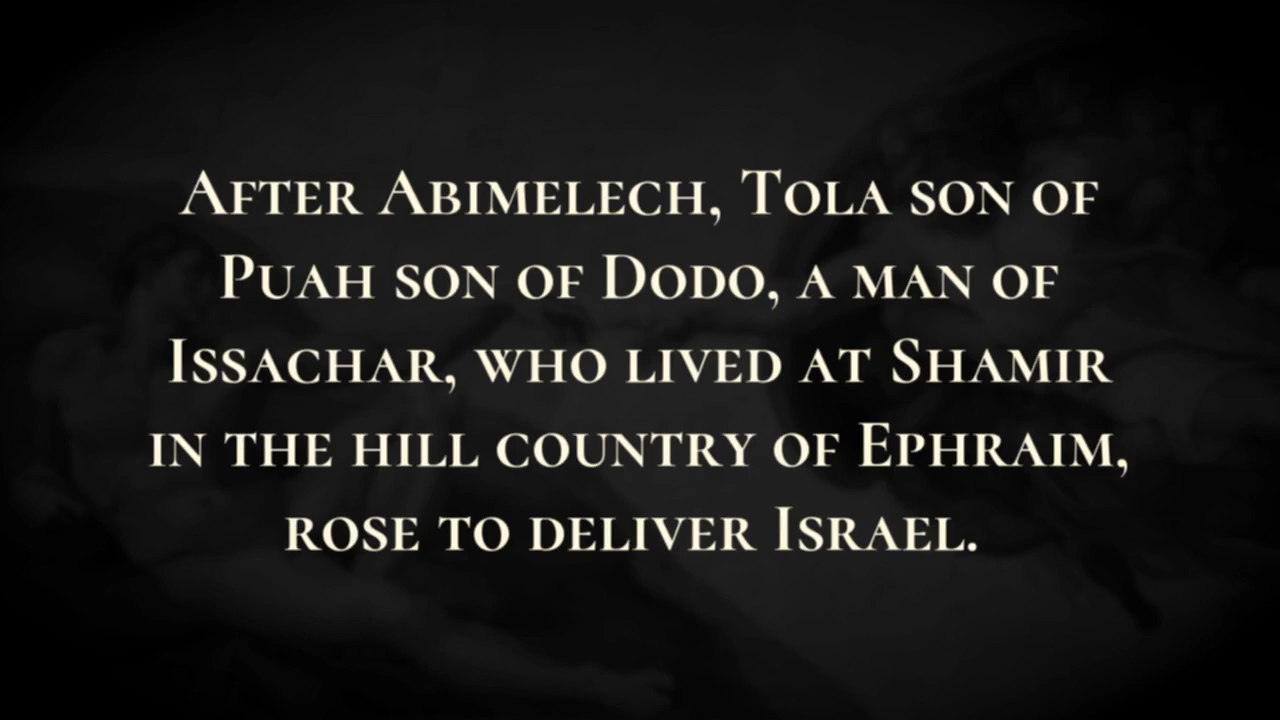 After Abimelech, Tola son of
Puah son of Dodo, a man of
Issachar, who lived at Shamir
in the hill country of Ephraim,
rose to deliver Israel.